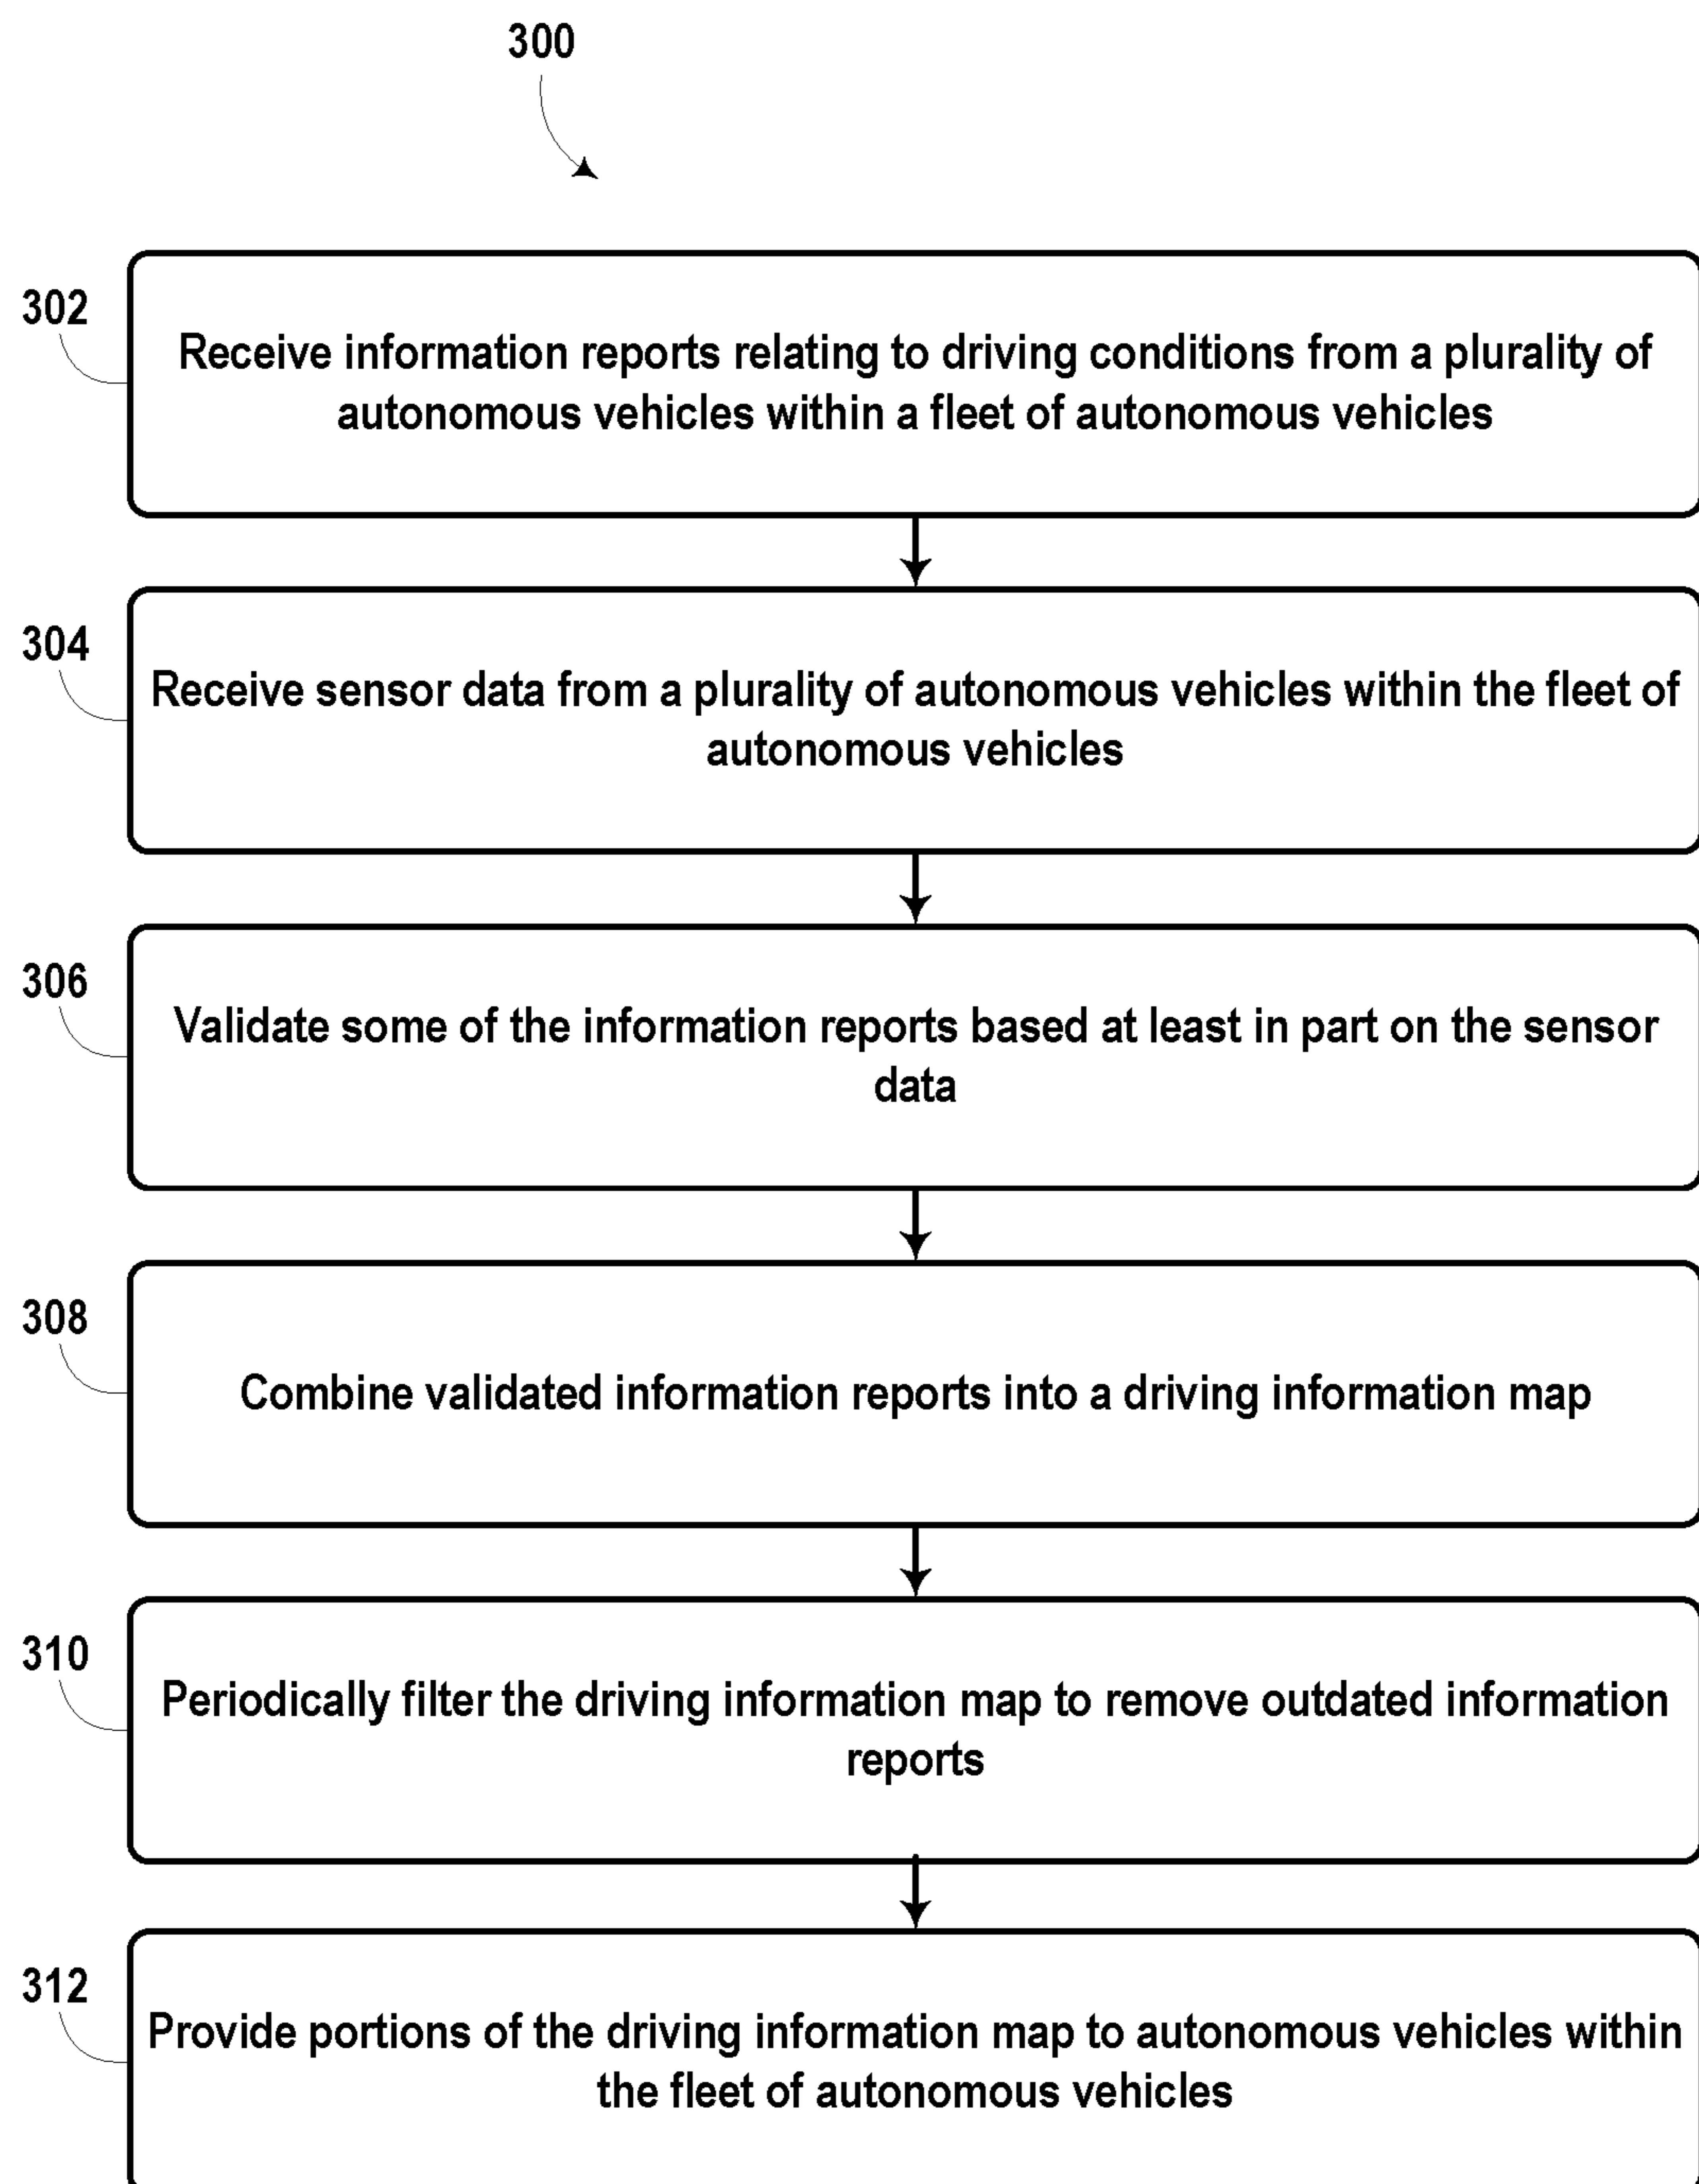 300
302
Receive information reports relating to driving conditions from a plurality of
autonomous vehicles within a fleet of autonomous vehicles
304
Receive sensor data from a plurality of autonomous vehicles within the fleet of
autonomous vehicles
306
Validate some of the information reports based at least in part on the sensor
data
308
Combine validated information reports into a driving information map
310
Periodically filter the driving information map to remove outdated information
reports
312
Provide portions of the driving information map to autonomous vehicles within
the fleet of autonomous vehicles